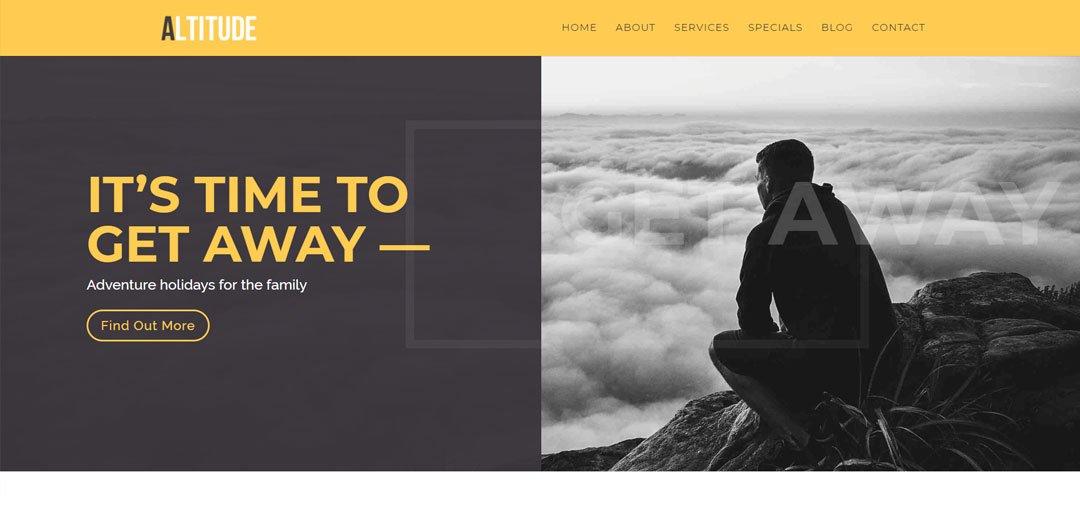 ALTITUDE
HOME ABOUT SERVICES SPECIALS BLOG CONTACT
IT’S TIME TO
GET AWAY —
Adventure holidays for the family
Find Out More
GET AWAY